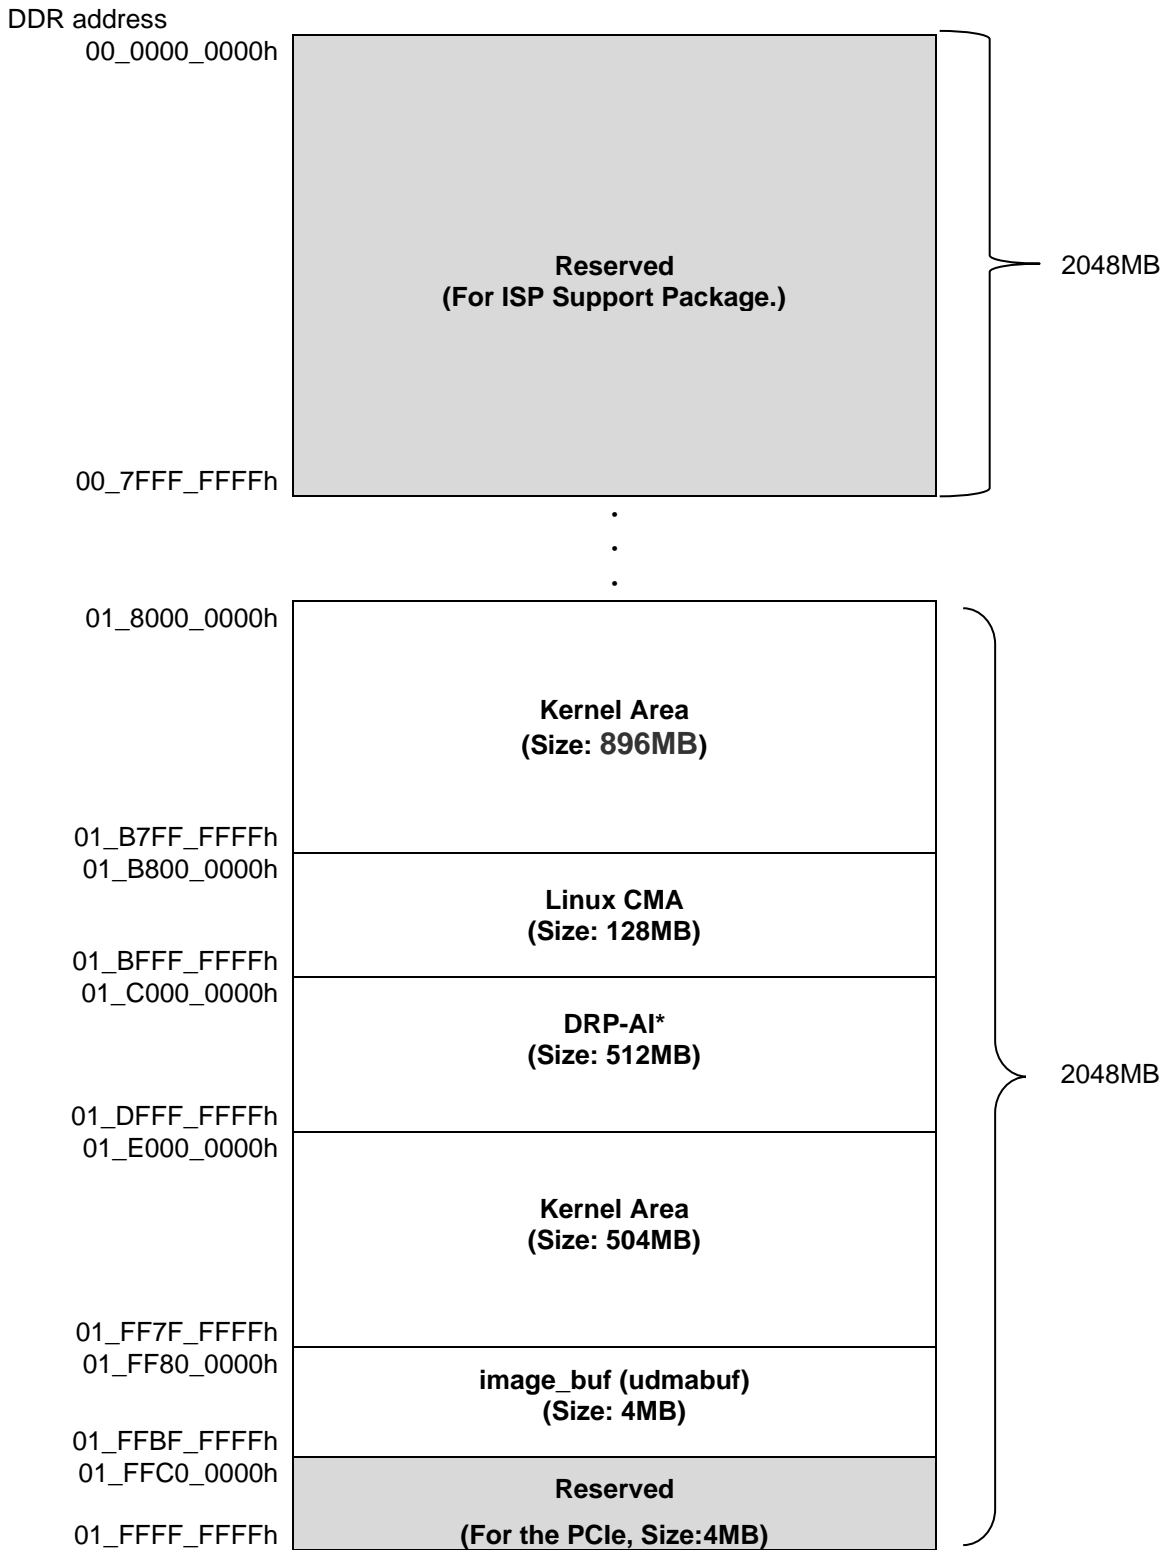 DDR address
00_0000_0000h
Reserved
(For ISP Support Package.)
2048MB
00_7FFF_FFFFh
.
.
.
01_8000_0000h
Kernel Area
(Size: 896MB)
01_B7FF_FFFFh
01_B800_0000h
Linux CMA
(Size: 128MB)
01_BFFF_FFFFh
01_C000_0000h
DRP-AI*
(Size: 512MB)
2048MB
01_DFFF_FFFFh
01_E000_0000h
Kernel Area
(Size: 504MB)
01_FF7F_FFFFh
01_FF80_0000h
image_buf (udmabuf)
(Size: 4MB)
01_FFBF_FFFFh
01_FFC0_0000h
Reserved
01_FFFF_FFFFh
(For the PCIe, Size:4MB)